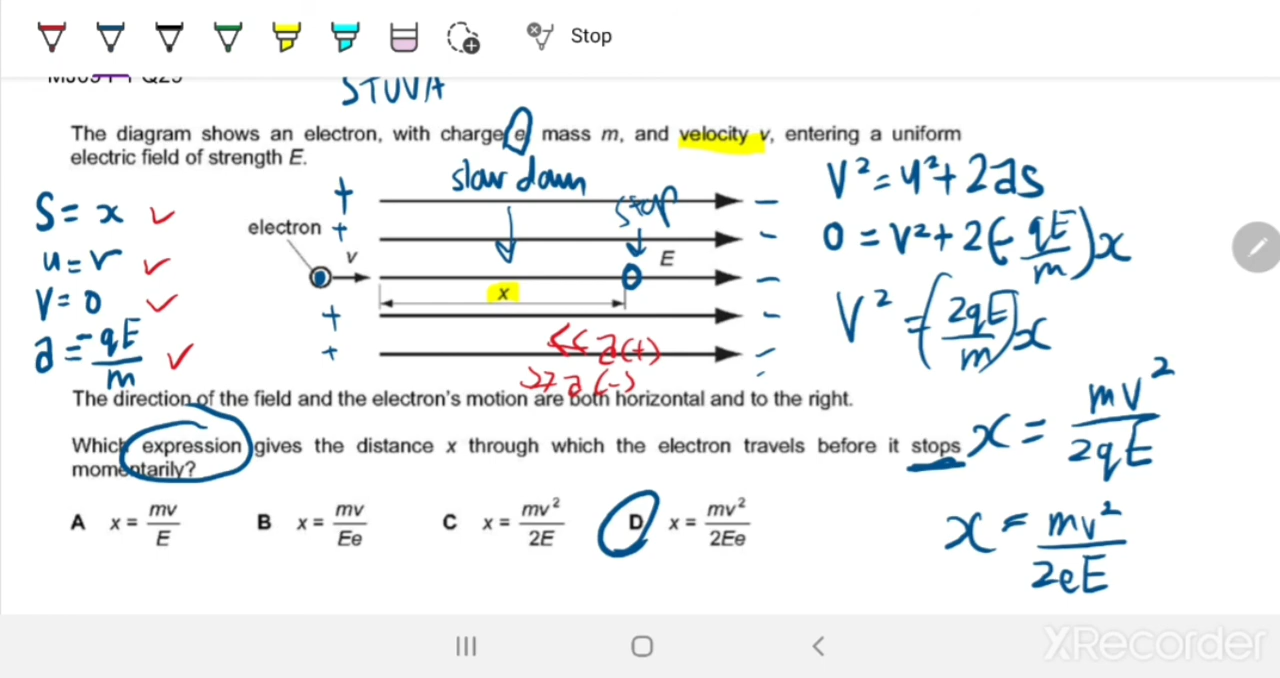 Stop
STUVA
The diagram shows an electron, with charge e, mass m, and velocity v, entering a uniform
electric field of strength E.
slow down
stop
electron
v
E
x
+
+
+
+
−
−
−
−
−
S = x ✓
u = v ✓
v = 0 ✓
a = -qE/m ✓
<< a(+)
>> a(-)
v² = u² + 2as
0 = v² + 2(-qE/m)x
v² = (2qE/m)x
x = mv²/2qE
x = mv²/2eE
The direction of the field and the electron's motion are both horizontal and to the right.
Which expression gives the distance x through which the electron travels before it stops
momentarily?
A x = mv/E B x = mv/Ee C x = mv²/2E D x = mv²/2Ee
XRecorder